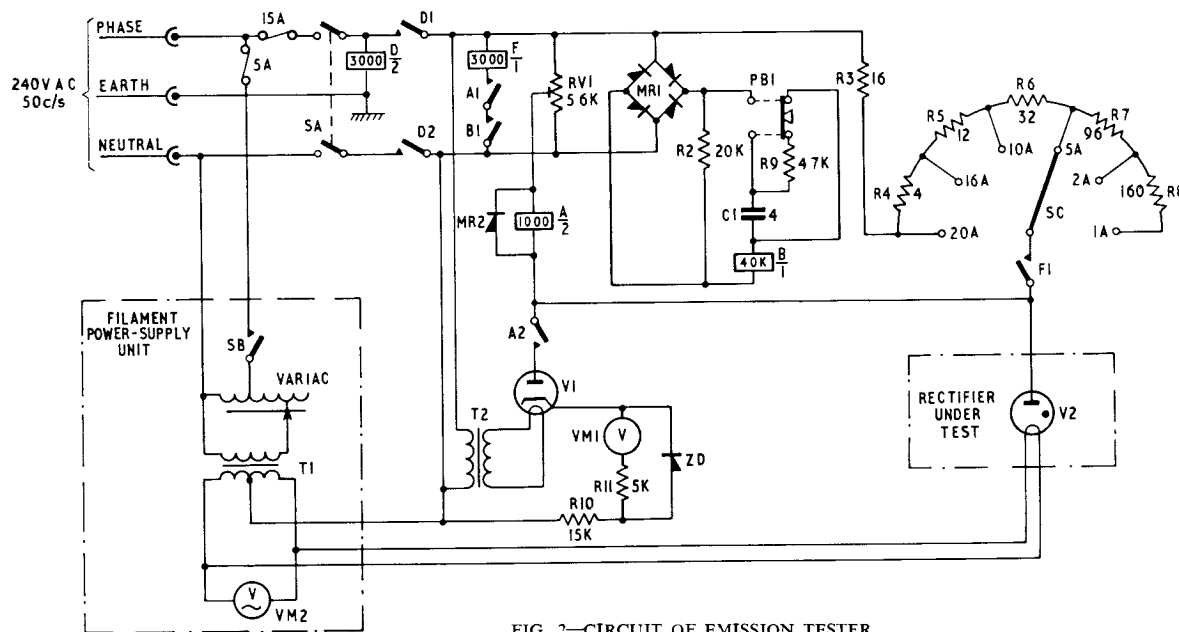 PHASE
15A
D1
5A
3000 D/2
3000 F/1
240V AC
50c/s
EARTH
A1
RV1
5·6K
MR1
PB1
R3 16
R6
32
R5
12
R7
96
B1
NEUTRAL
SA
D2
R2
20K
R9
4·7K
10A
5A
2A
16A
R4
4
160
R8
SC
MR2
1000 A/2
C1 4
20A
1A
40K B/1
F1
FILAMENT
POWER-SUPPLY
UNIT
SB
A2
VARIAC
V1
RECTIFIER
UNDER
TEST
V2
T2
VM1
V
ZD
T1
R11
5K
R10
15K
V
VM2
FIG. 2—CIRCUIT OF EMISSION TESTER